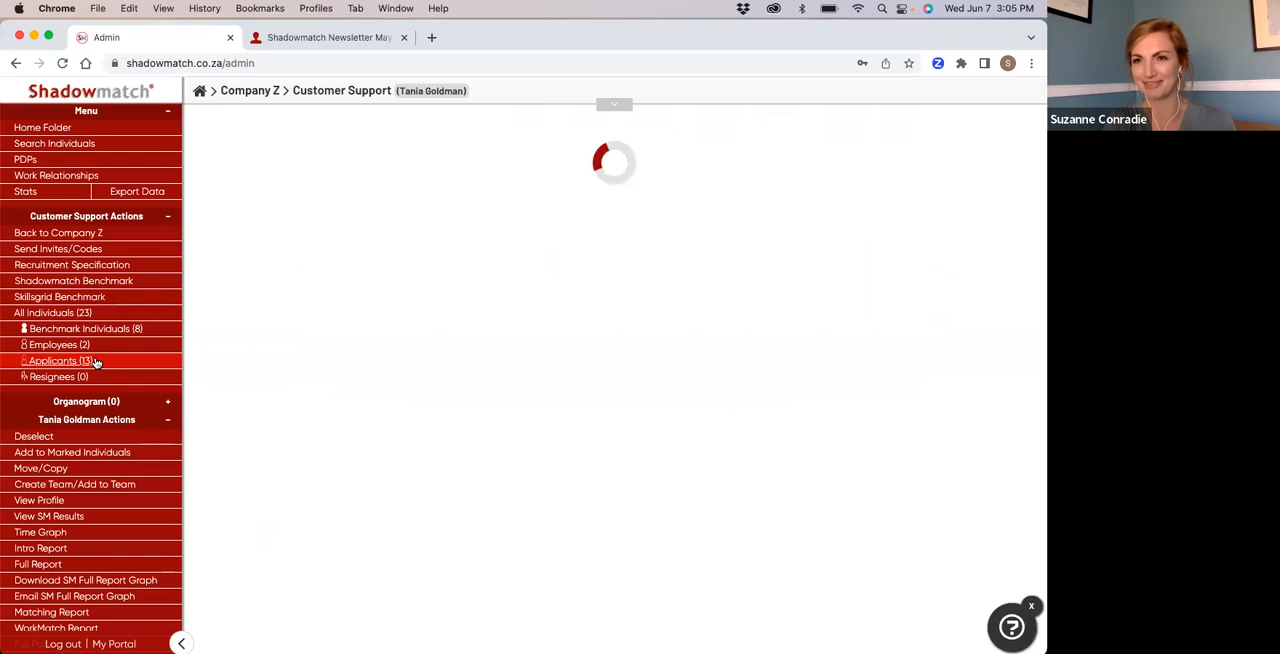 Chrome File Edit View History Bookmarks Profiles Tab Window Help Wed Jun 7 3:05 PM
Admin Shadowmatch Newsletter May
shadowmatch.co.za/admin S
Shadowmatch Company Z > Customer Support (Tania Goldman)
Menu −
Home Folder
Search Individuals
PDPs
Work Relationships
Stats Export Data
Customer Support Actions −
Back to Company Z
Send Invites/Codes
Recruitment Specification
Shadowmatch Benchmark
Skillsgrid Benchmark
All Individuals (23)
Benchmark Individuals (8)
Employees (2)
Applicants (13)
Resignees (0)
Organogram (0) +
Tania Goldman Actions −
Deselect
Add to Marked Individuals
Move/Copy
Create Team/Add to Team
View Profile
View SM Results
Time Graph
Intro Report
Full Report
Download SM Full Report Graph
Email SM Full Report Graph
Matching Report
WorkMatch Report
Log out | My Portal
Suzanne Conradie
x
?